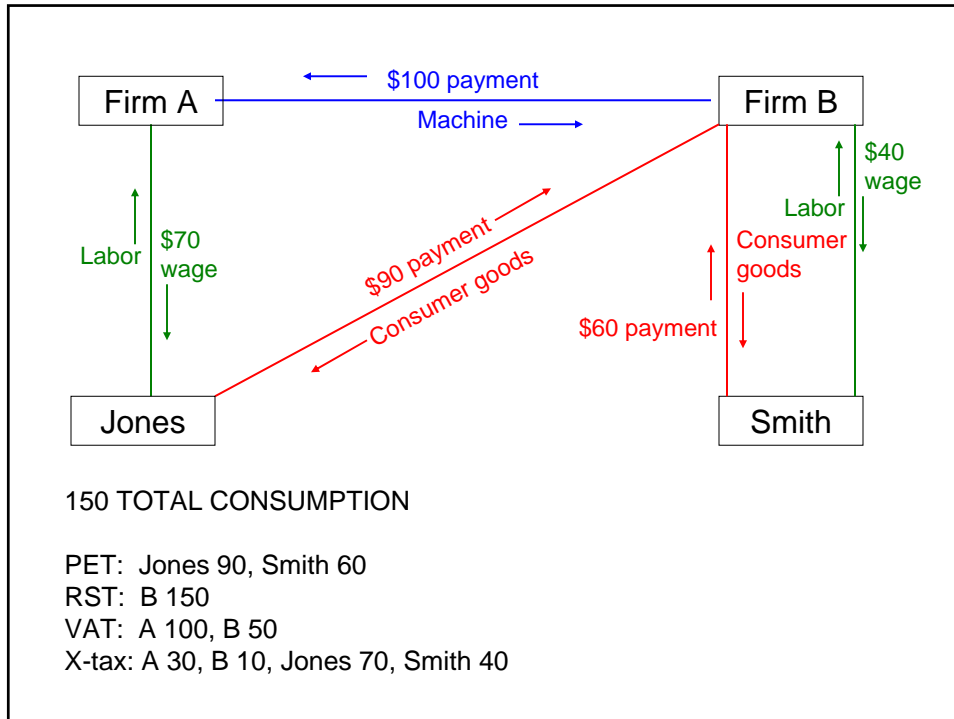 $100 payment
Firm A
Firm B
Machine
$40
wage
Labor
$70
wage
Labor
$90 payment
Consumer goods
Consumer
goods
$60 payment
Jones
Smith
150 TOTAL CONSUMPTION
PET: Jones 90, Smith 60
RST: B 150
VAT: A 100, B 50
X-tax: A 30, B 10, Jones 70, Smith 40